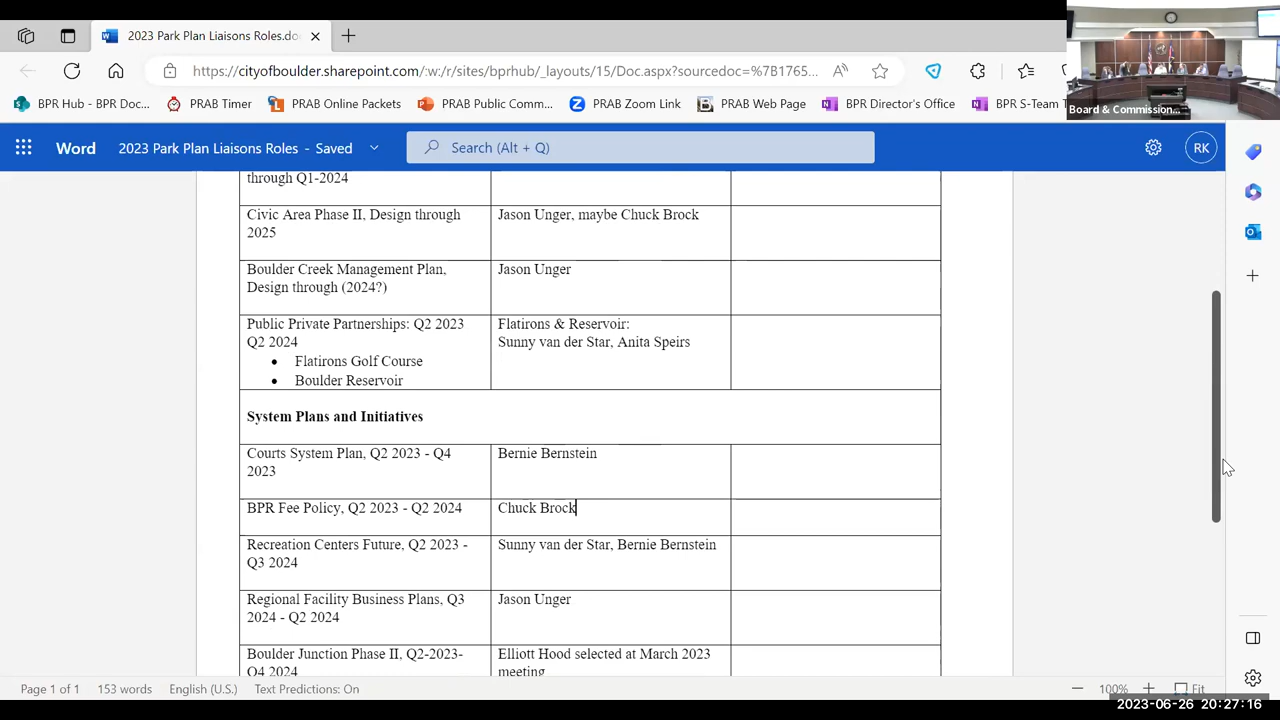 2023 Park Plan Liaisons Roles.do
https://cityofboulder.sharepoint.com/:w:/r/sites/bprhub/_layouts/15/Doc.aspx?sourcedoc=%7B1765...
BPR Hub - BPR Doc...
PRAB Timer
PRAB Online Packets
PRAB Public Comm...
PRAB Zoom Link
PRAB Web Page
BPR Director's Office
BPR S-Team T
Board & Commission...
Word
2023 Park Plan Liaisons Roles - Saved
Search (Alt + Q)
RK
through Q1-2024
Civic Area Phase II, Design through
2025
Jason Unger, maybe Chuck Brock
Boulder Creek Management Plan,
Design through (2024?)
Jason Unger
Public Private Partnerships: Q2 2023
Q2 2024
• Flatirons Golf Course
• Boulder Reservoir
Flatirons & Reservoir:
Sunny van der Star, Anita Speirs
System Plans and Initiatives
Courts System Plan, Q2 2023 - Q4
2023
Bernie Bernstein
BPR Fee Policy, Q2 2023 - Q2 2024
Chuck Brock
Recreation Centers Future, Q2 2023 -
Q3 2024
Sunny van der Star, Bernie Bernstein
Regional Facility Business Plans, Q3
2024 - Q2 2024
Jason Unger
Boulder Junction Phase II, Q2-2023-
Q4 2024
Elliott Hood selected at March 2023
meeting
Page 1 of 1
153 words
English (U.S.)
Text Predictions: On
100%
Fit
2023-06-26 20:27:16